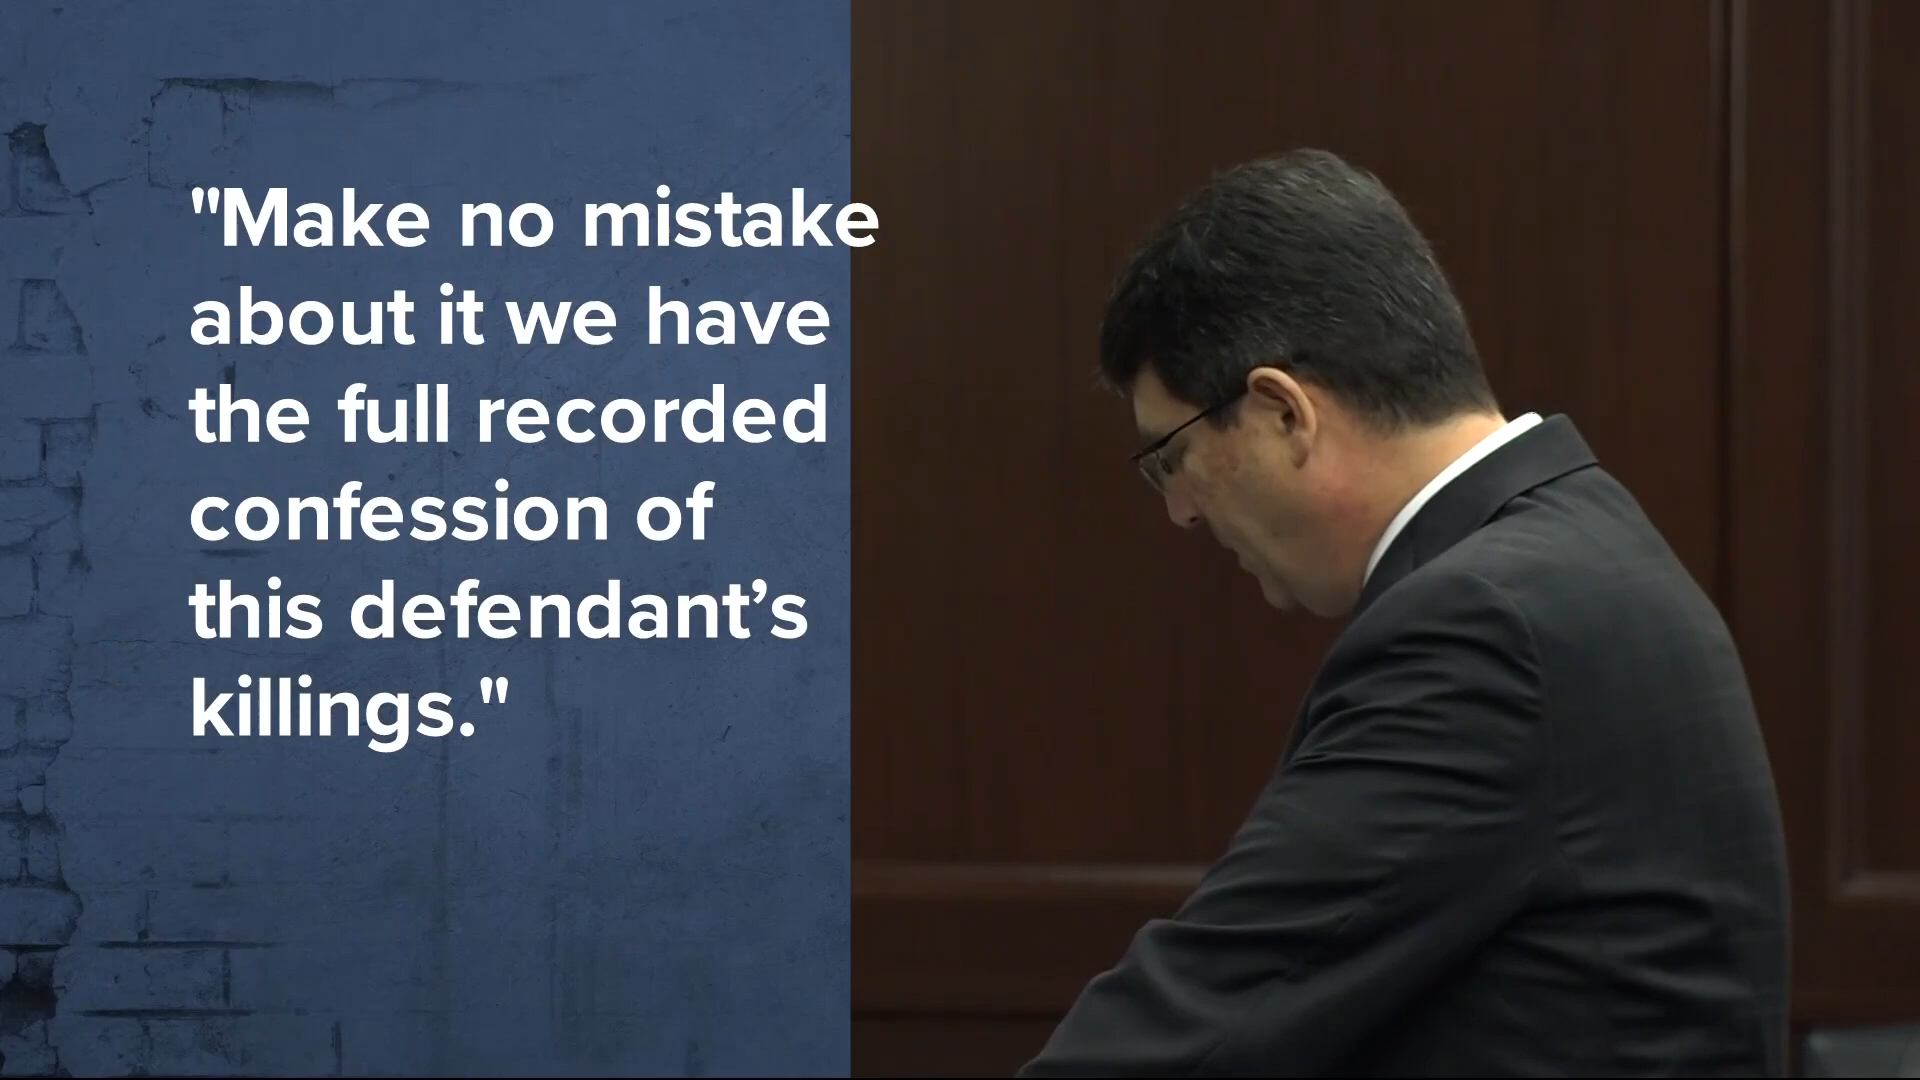 "Make no mistake
about it we have
the full recorded
confession of
this defendant’s
killings."